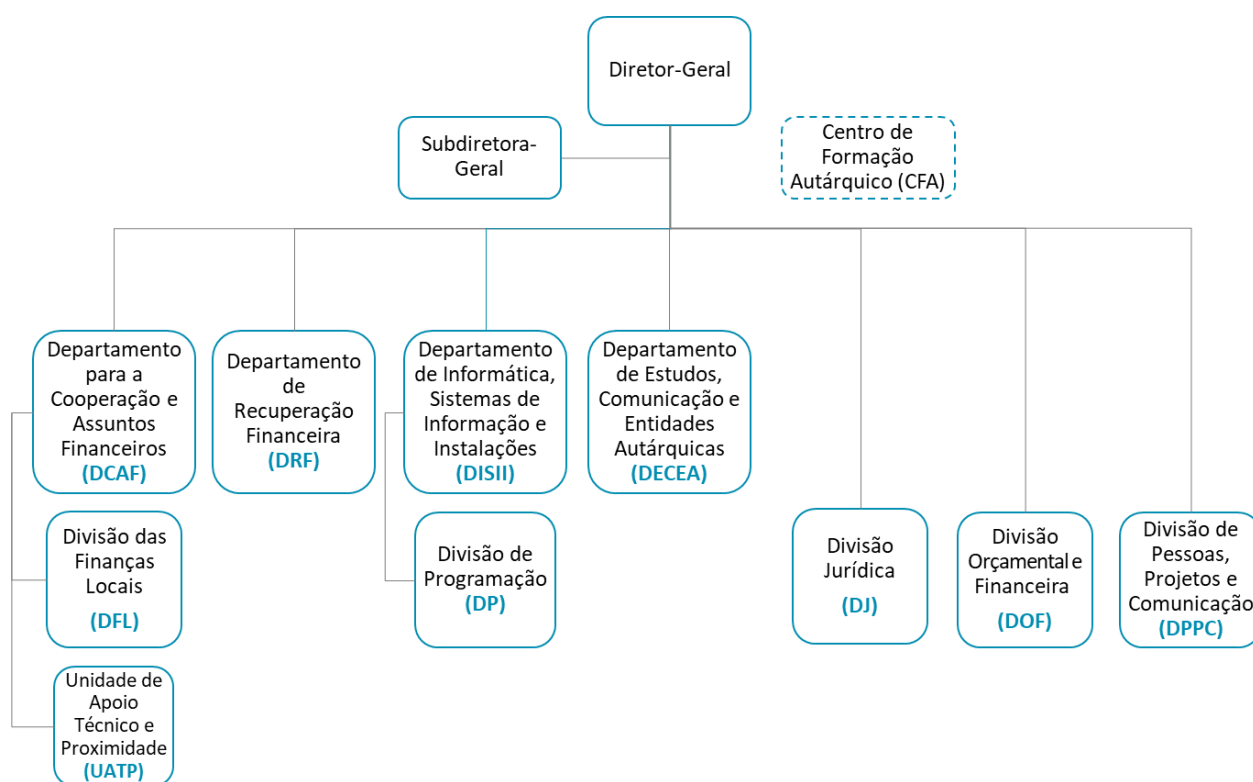 Diretor-Geral
Subdiretora-
Geral
Centro de
Formação
Autárquico (CFA)
Departamento
para a
Cooperação e
Assuntos
Financeiros
(DCAF)
Departamento
de
Recuperação
Financeira
(DRF)
Departamento
de Informática,
Sistemas de
Informação e
Instalações
(DISII)
Departamento
de Estudos,
Comunicação e
Entidades
Autárquicas
(DECEA)
Divisão das
Finanças
Locais
(DFL)
Divisão de
Programação
(DP)
Divisão
Jurídica
(DJ)
Divisão
Orçamental e
Financeira
(DOF)
Divisão de
Pessoas,
Projetos e
Comunicação
(DPPC)
Unidade de
Apoio
Técnico e
Proximidade
(UATP)